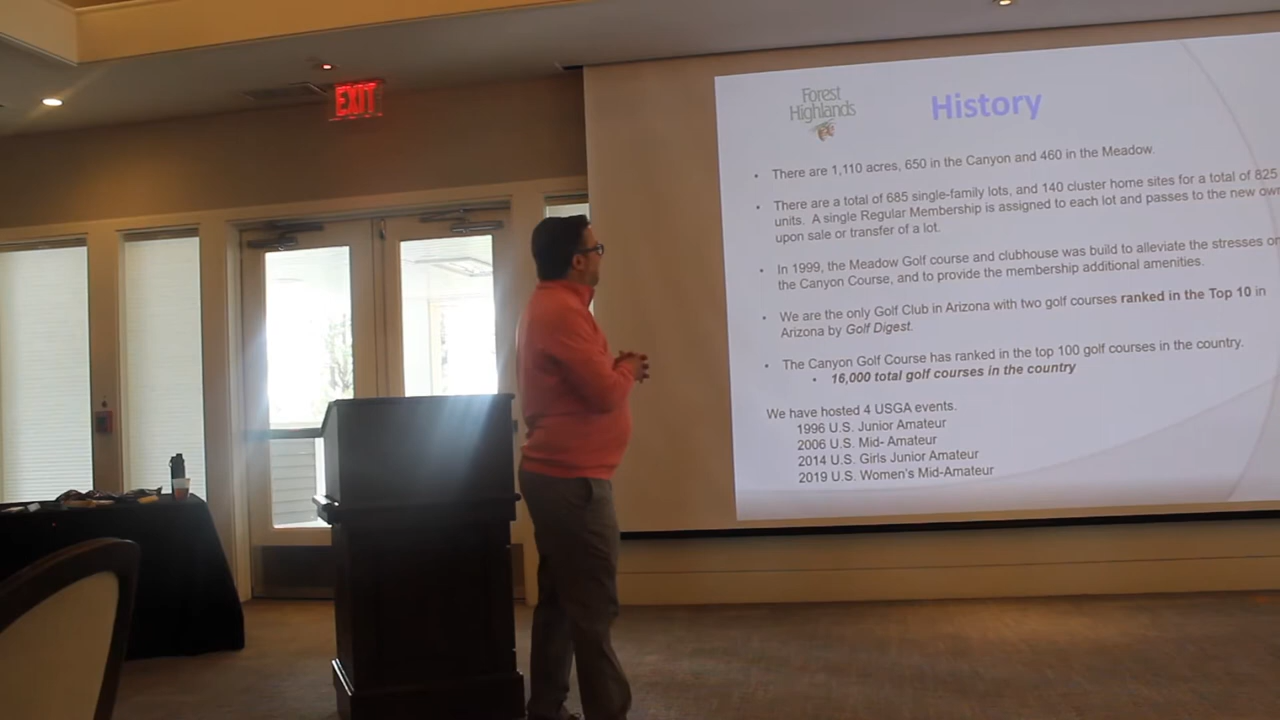 EXIT
Forest
Highlands
History
• There are 1,110 acres, 650 in the Canyon and 460 in the Meadow.
• There are a total of 685 single-family lots, and 140 cluster home sites for a total of 825
units. A single Regular Membership is assigned to each lot and passes to the new
upon sale or transfer of a lot.
• In 1999, the Meadow Golf course and clubhouse was build to alleviate the stresses on
the Canyon Course, and to provide the membership additional amenities.
• We are the only Golf Club in Arizona with two golf courses ranked in the Top 10 in
Arizona by Golf Digest.
• The Canyon Golf Course has ranked in the top 100 golf courses in the country.
• 16,000 total golf courses in the country
We have hosted 4 USGA events.
1996 U.S. Junior Amateur
2006 U.S. Mid- Amateur
2014 U.S. Girls Junior Amateur
2019 U.S. Women's Mid-Amateur